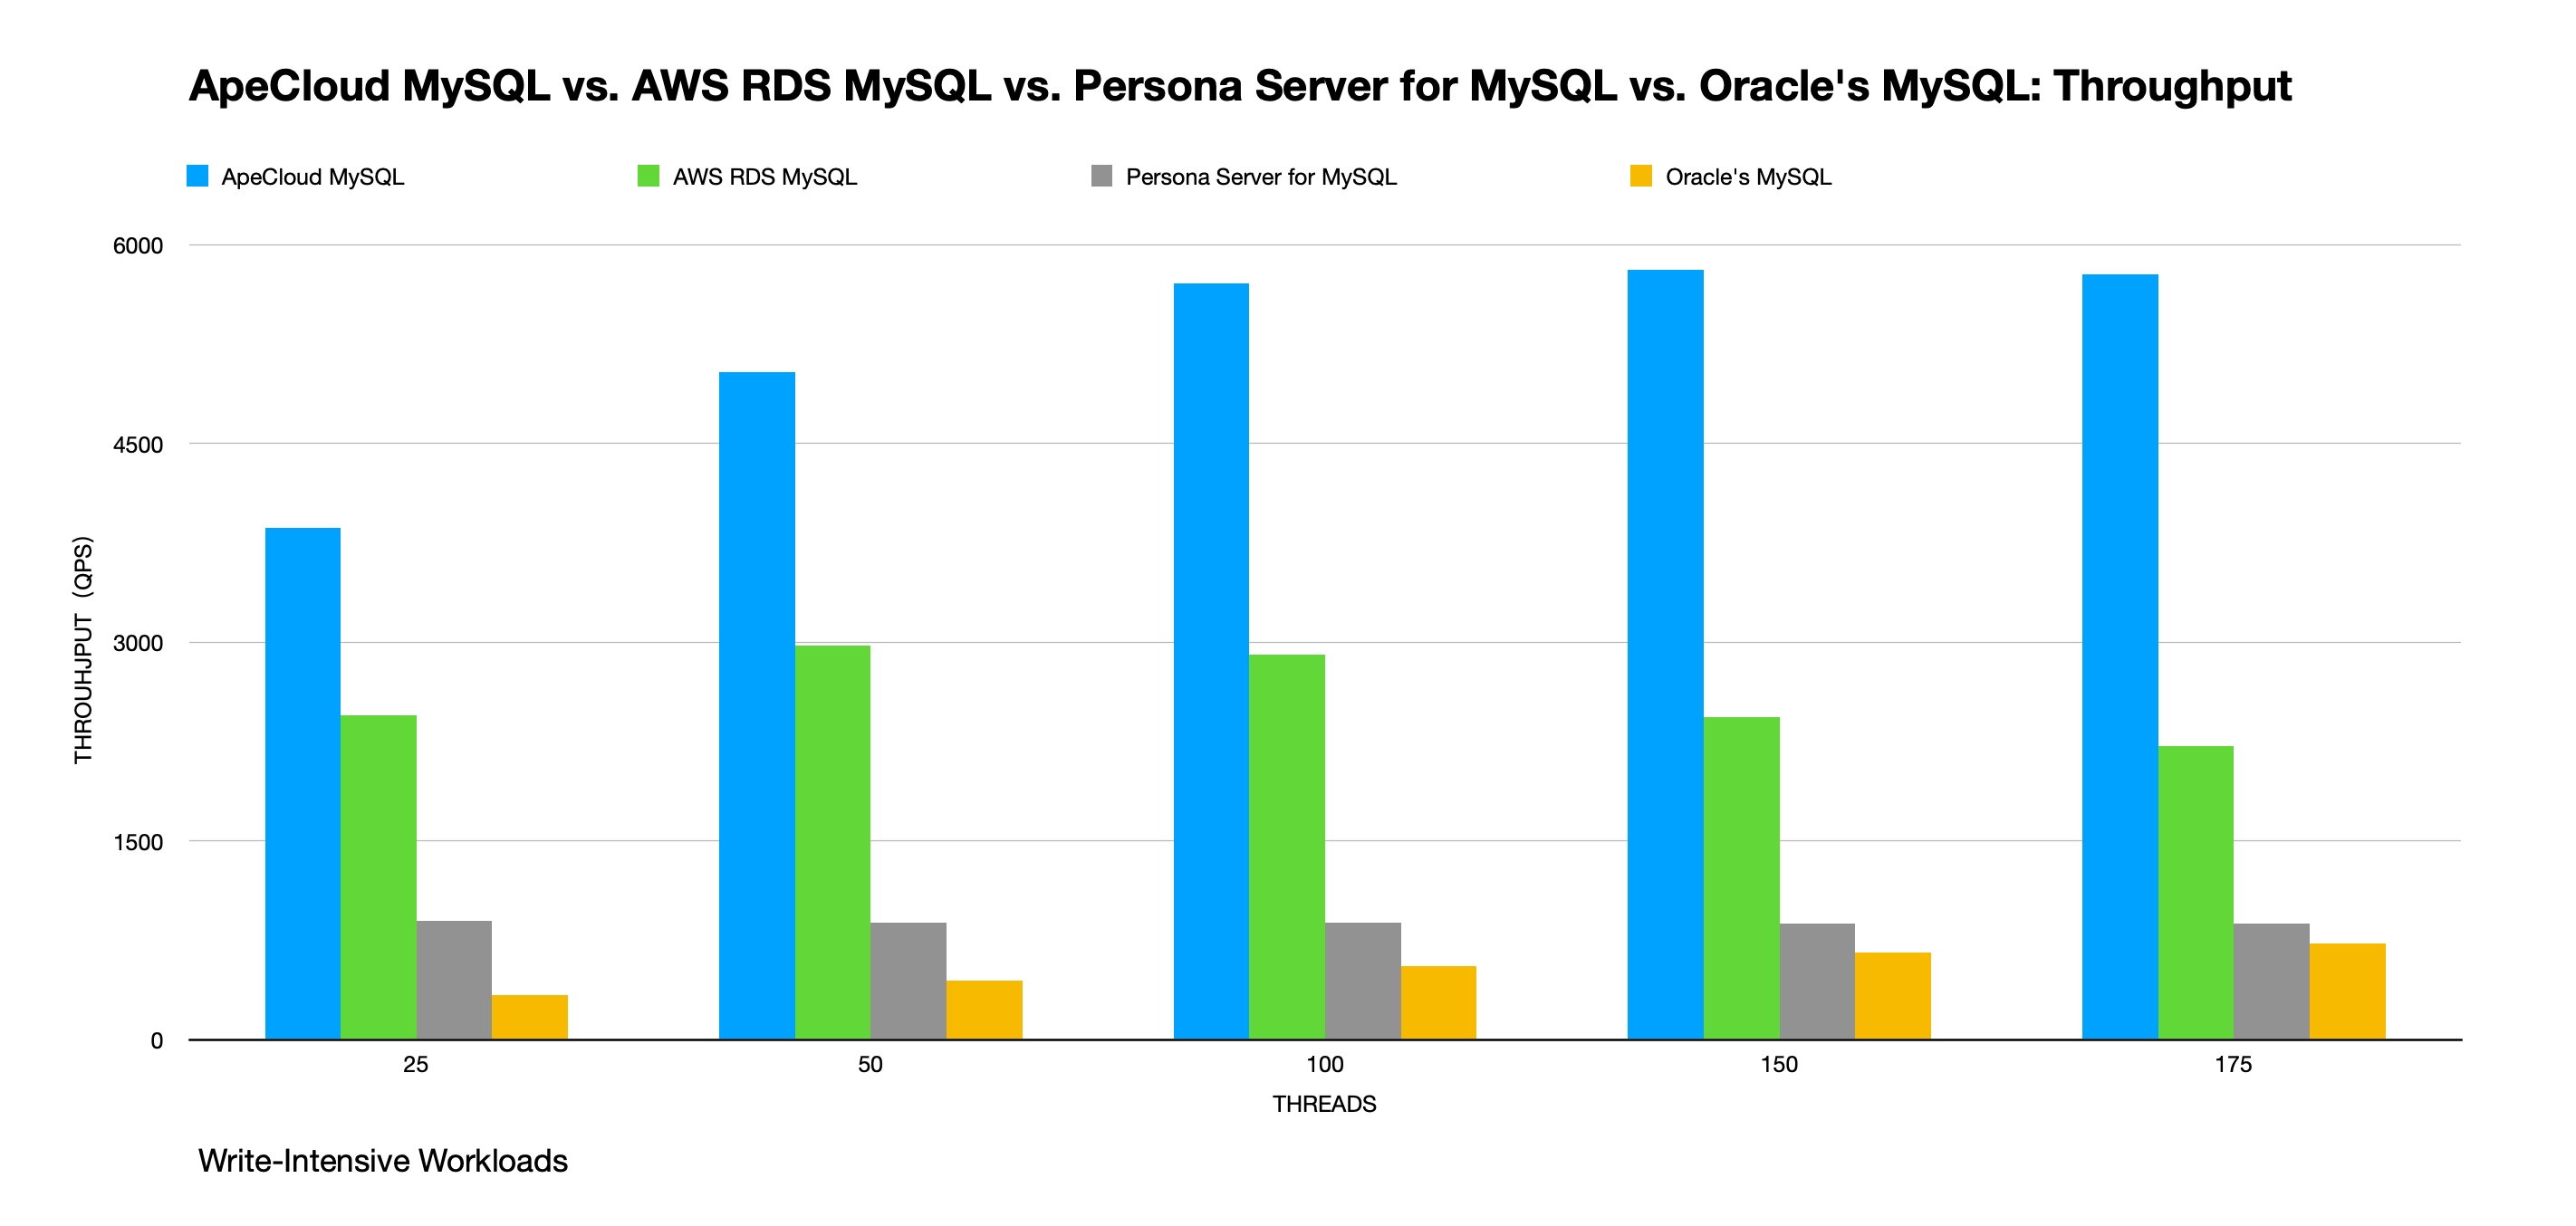 ApeCloud MySQL vs. AWS RDS MySQL vs. Persona Server for MySQL vs. Oracle's MySQL: Throughput
ApeCloud MySQL
AWS RDS MySQL
Persona Server for MySQL
Oracle's MySQL
6000
4500
3000
1500
0
THROUHJPUT (QPS)
25
50
100
150
175
THREADS
Write-Intensive Workloads